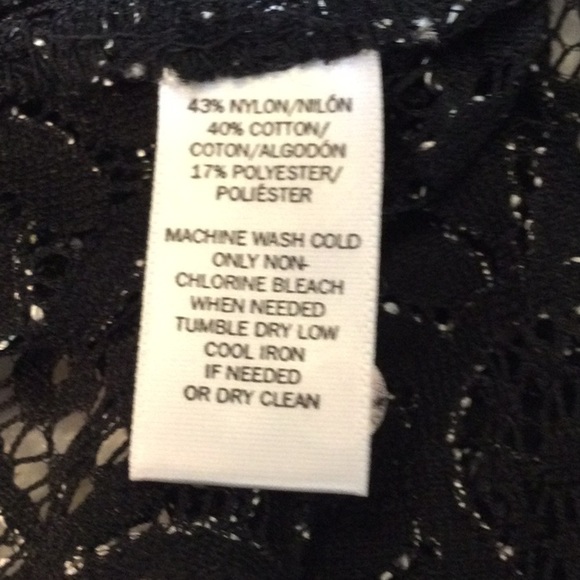 43% NYLON/NILÓN
40% COTTON/
COTON/ALGODÓN
17% POLYESTER/
POLIÉSTER
MACHINE WASH COLD
ONLY NON-
CHLORINE BLEACH
WHEN NEEDED
TUMBLE DRY LOW
COOL IRON
IF NEEDED
OR DRY CLEAN